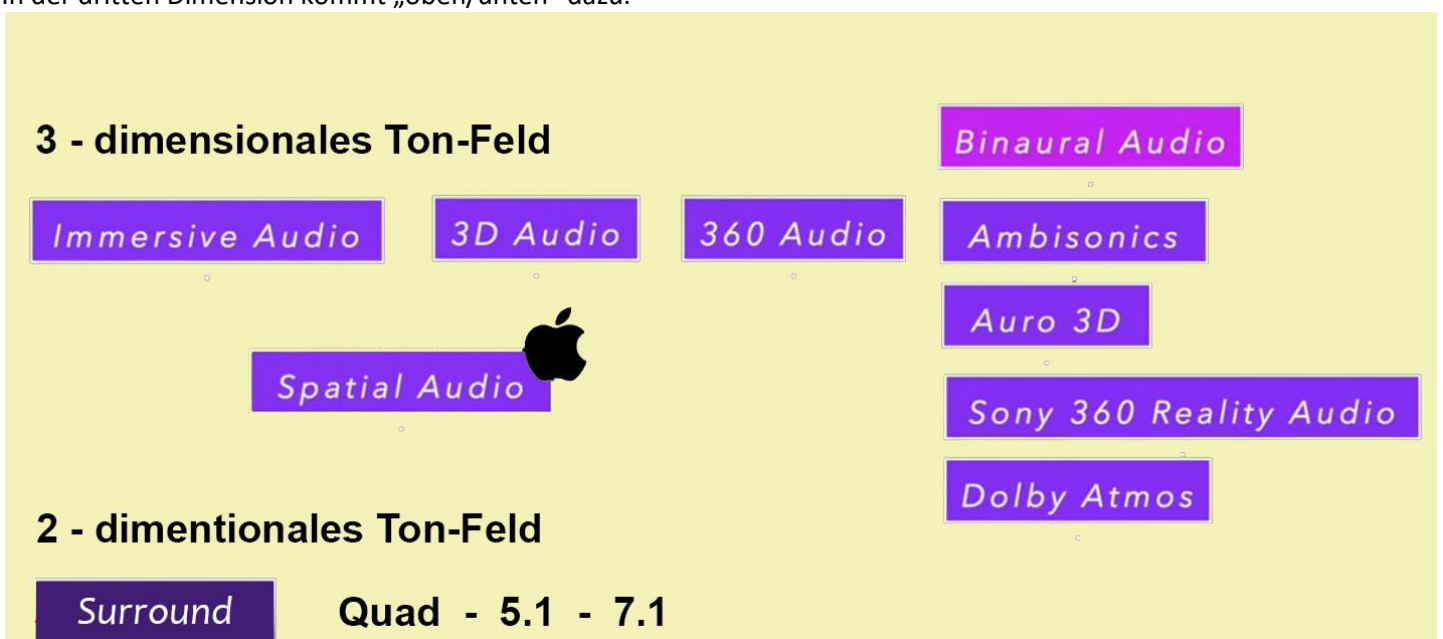 in der dritten Dimension kommt „oben/unten“ dazu.
3 - dimensionales Ton-Feld
Binaural Audio
Immersive Audio
3D Audio
360 Audio
Ambisonics
Auro 3D
Spatial Audio
Sony 360 Reality Audio
Dolby Atmos
2 - dimentionales Ton-Feld
Surround
Quad - 5.1 - 7.1